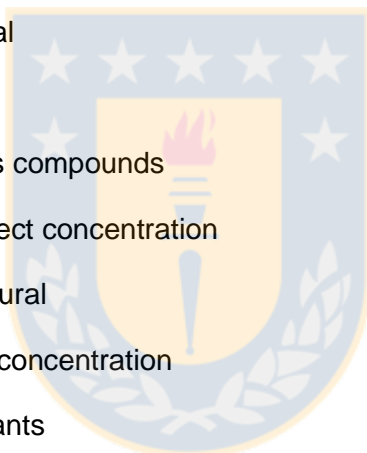 al
s compounds
ect concentration
ural
concentration
ants